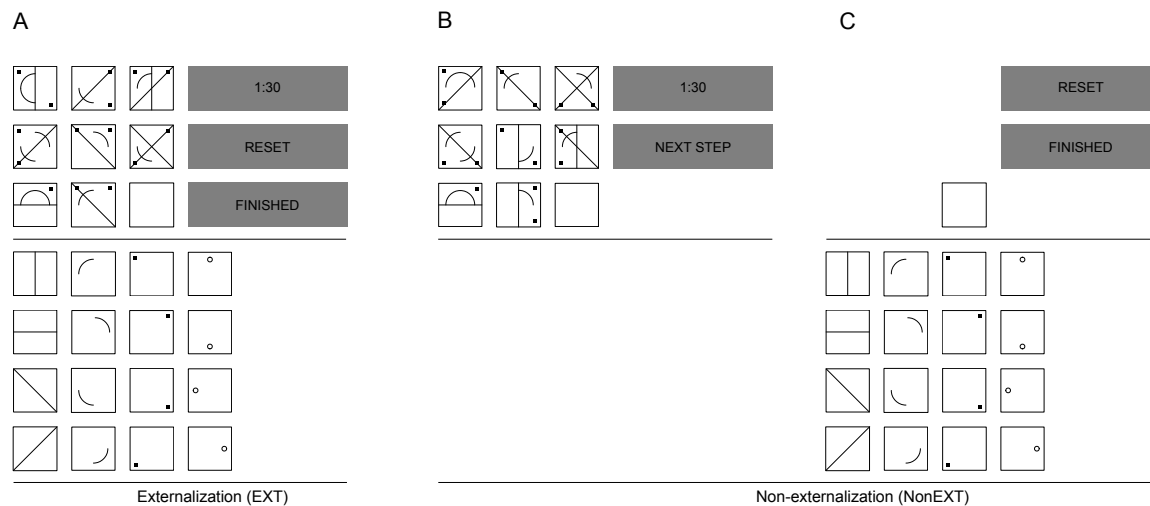 A
B
C
1:30
RESET
FINISHED
1:30
NEXT STEP
RESET
FINISHED
Externalization (EXT)
Non-externalization (NonEXT)